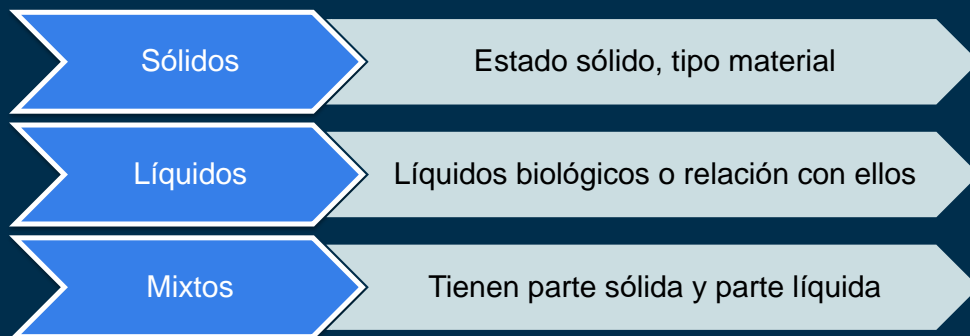 Sólidos
Estado sólido, tipo material
Líquidos
Líquidos biológicos o relación con ellos
Mixtos
Tienen parte sólida y parte líquida